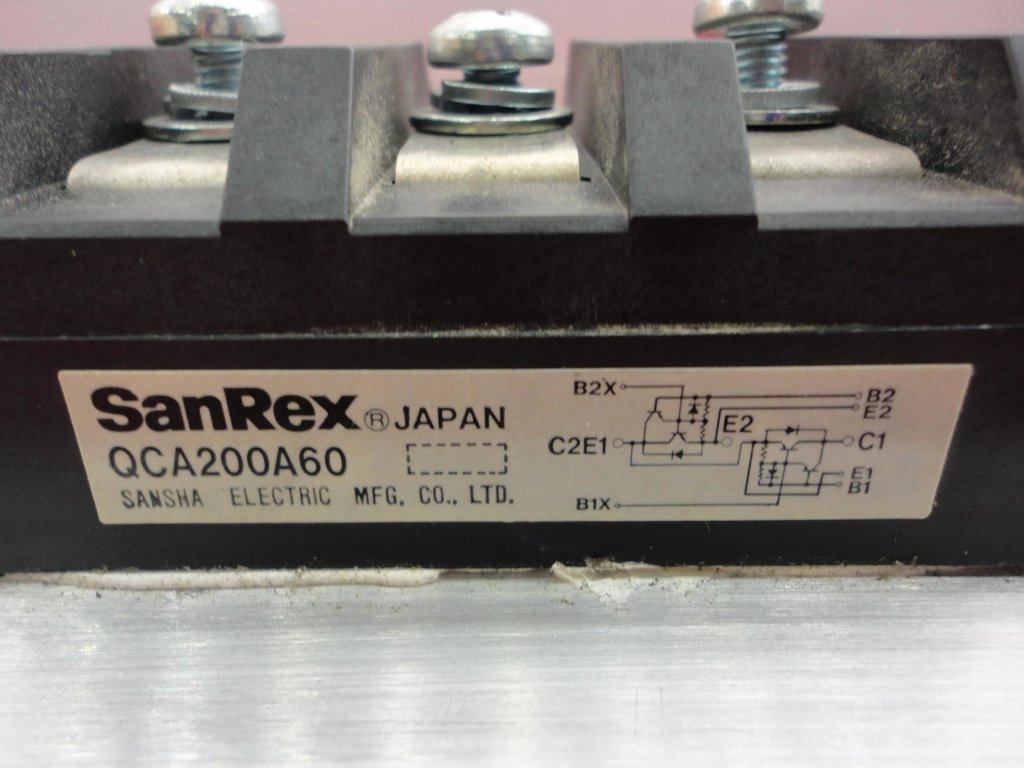 SanRex ® JAPAN
QCA200A60
SANSHA ELECTRIC MFG. CO., LTD.
B2X
B2
E2
E2
C2E1
C1
E1
B1
B1X